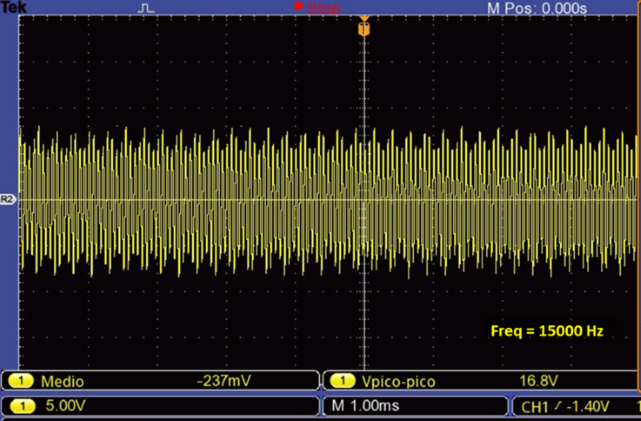 Tek Stop M Pos: 0.000s
T
R2
Freq = 15000 Hz
1 Medio -237mV 1 Vpico-pico 16.8V
1 5.00V M 1.00ms CH1 -1.40V